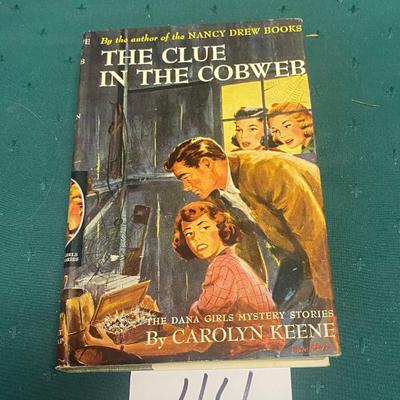 By the author of the NANCY DREW BOOKS
THE CLUE
IN THE COBWEB
THE DANA GIRLS MYSTERY STORIES
By CAROLYN KEENE